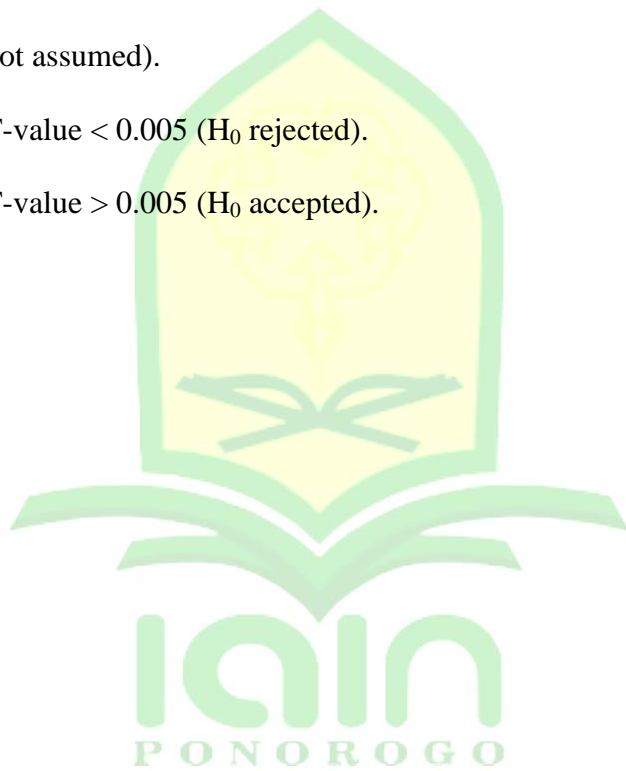 ot assumed).
-value < 0.005 (H₀ rejected).
-value > 0.005 (H₀ accepted).
iain
PONOROGO